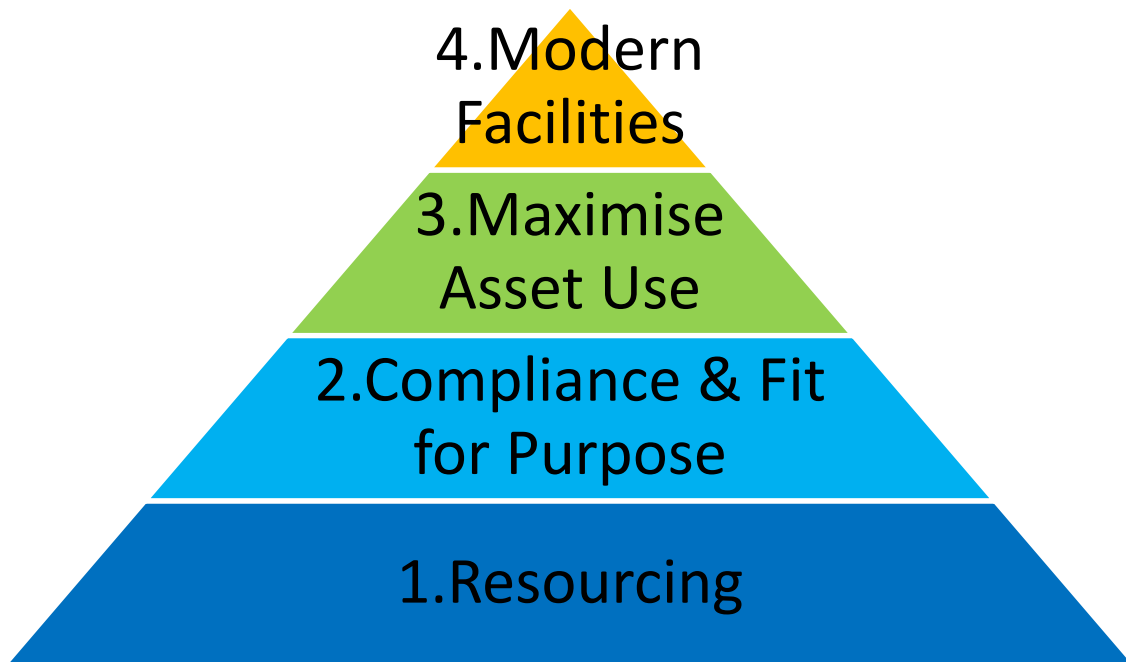 4.Modern
Facilities
3.Maximise
Asset Use
2.Compliance & Fit
for Purpose
1.Resourcing